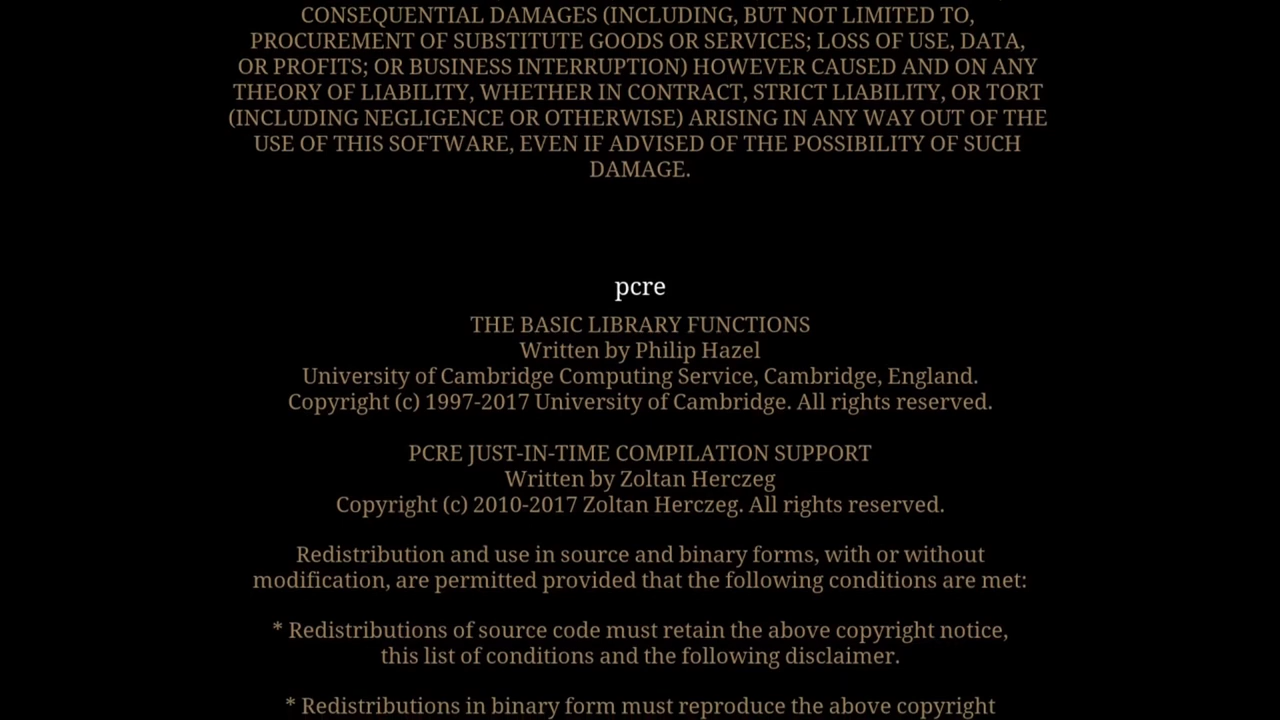 CONSEQUENTIAL DAMAGES (INCLUDING, BUT NOT LIMITED TO,
PROCUREMENT OF SUBSTITUTE GOODS OR SERVICES; LOSS OF USE, DATA,
OR PROFITS; OR BUSINESS INTERRUPTION) HOWEVER CAUSED AND ON ANY
THEORY OF LIABILITY, WHETHER IN CONTRACT, STRICT LIABILITY, OR TORT
(INCLUDING NEGLIGENCE OR OTHERWISE) ARISING IN ANY WAY OUT OF THE
USE OF THIS SOFTWARE, EVEN IF ADVISED OF THE POSSIBILITY OF SUCH
DAMAGE.
pcre
THE BASIC LIBRARY FUNCTIONS
Written by Philip Hazel
University of Cambridge Computing Service, Cambridge, England.
Copyright (c) 1997-2017 University of Cambridge. All rights reserved.
PCRE JUST-IN-TIME COMPILATION SUPPORT
Written by Zoltan Herczeg
Copyright (c) 2010-2017 Zoltan Herczeg. All rights reserved.
Redistribution and use in source and binary forms, with or without
modification, are permitted provided that the following conditions are met:
* Redistributions of source code must retain the above copyright notice,
this list of conditions and the following disclaimer.
* Redistributions in binary form must reproduce the above copyright